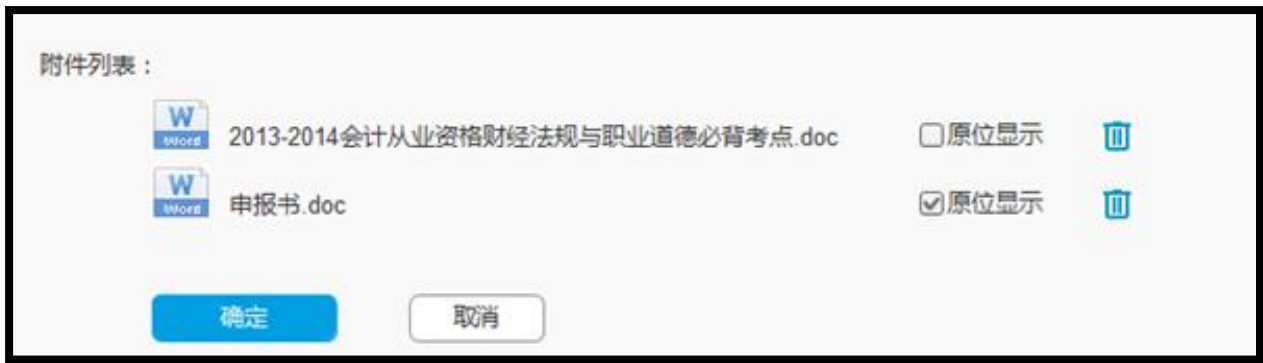 附件列表：
W Word 2013-2014会计从业资格财经法规与职业道德必背考点.doc 原位显示
W Word 申报书.doc 原位显示
确定 取消